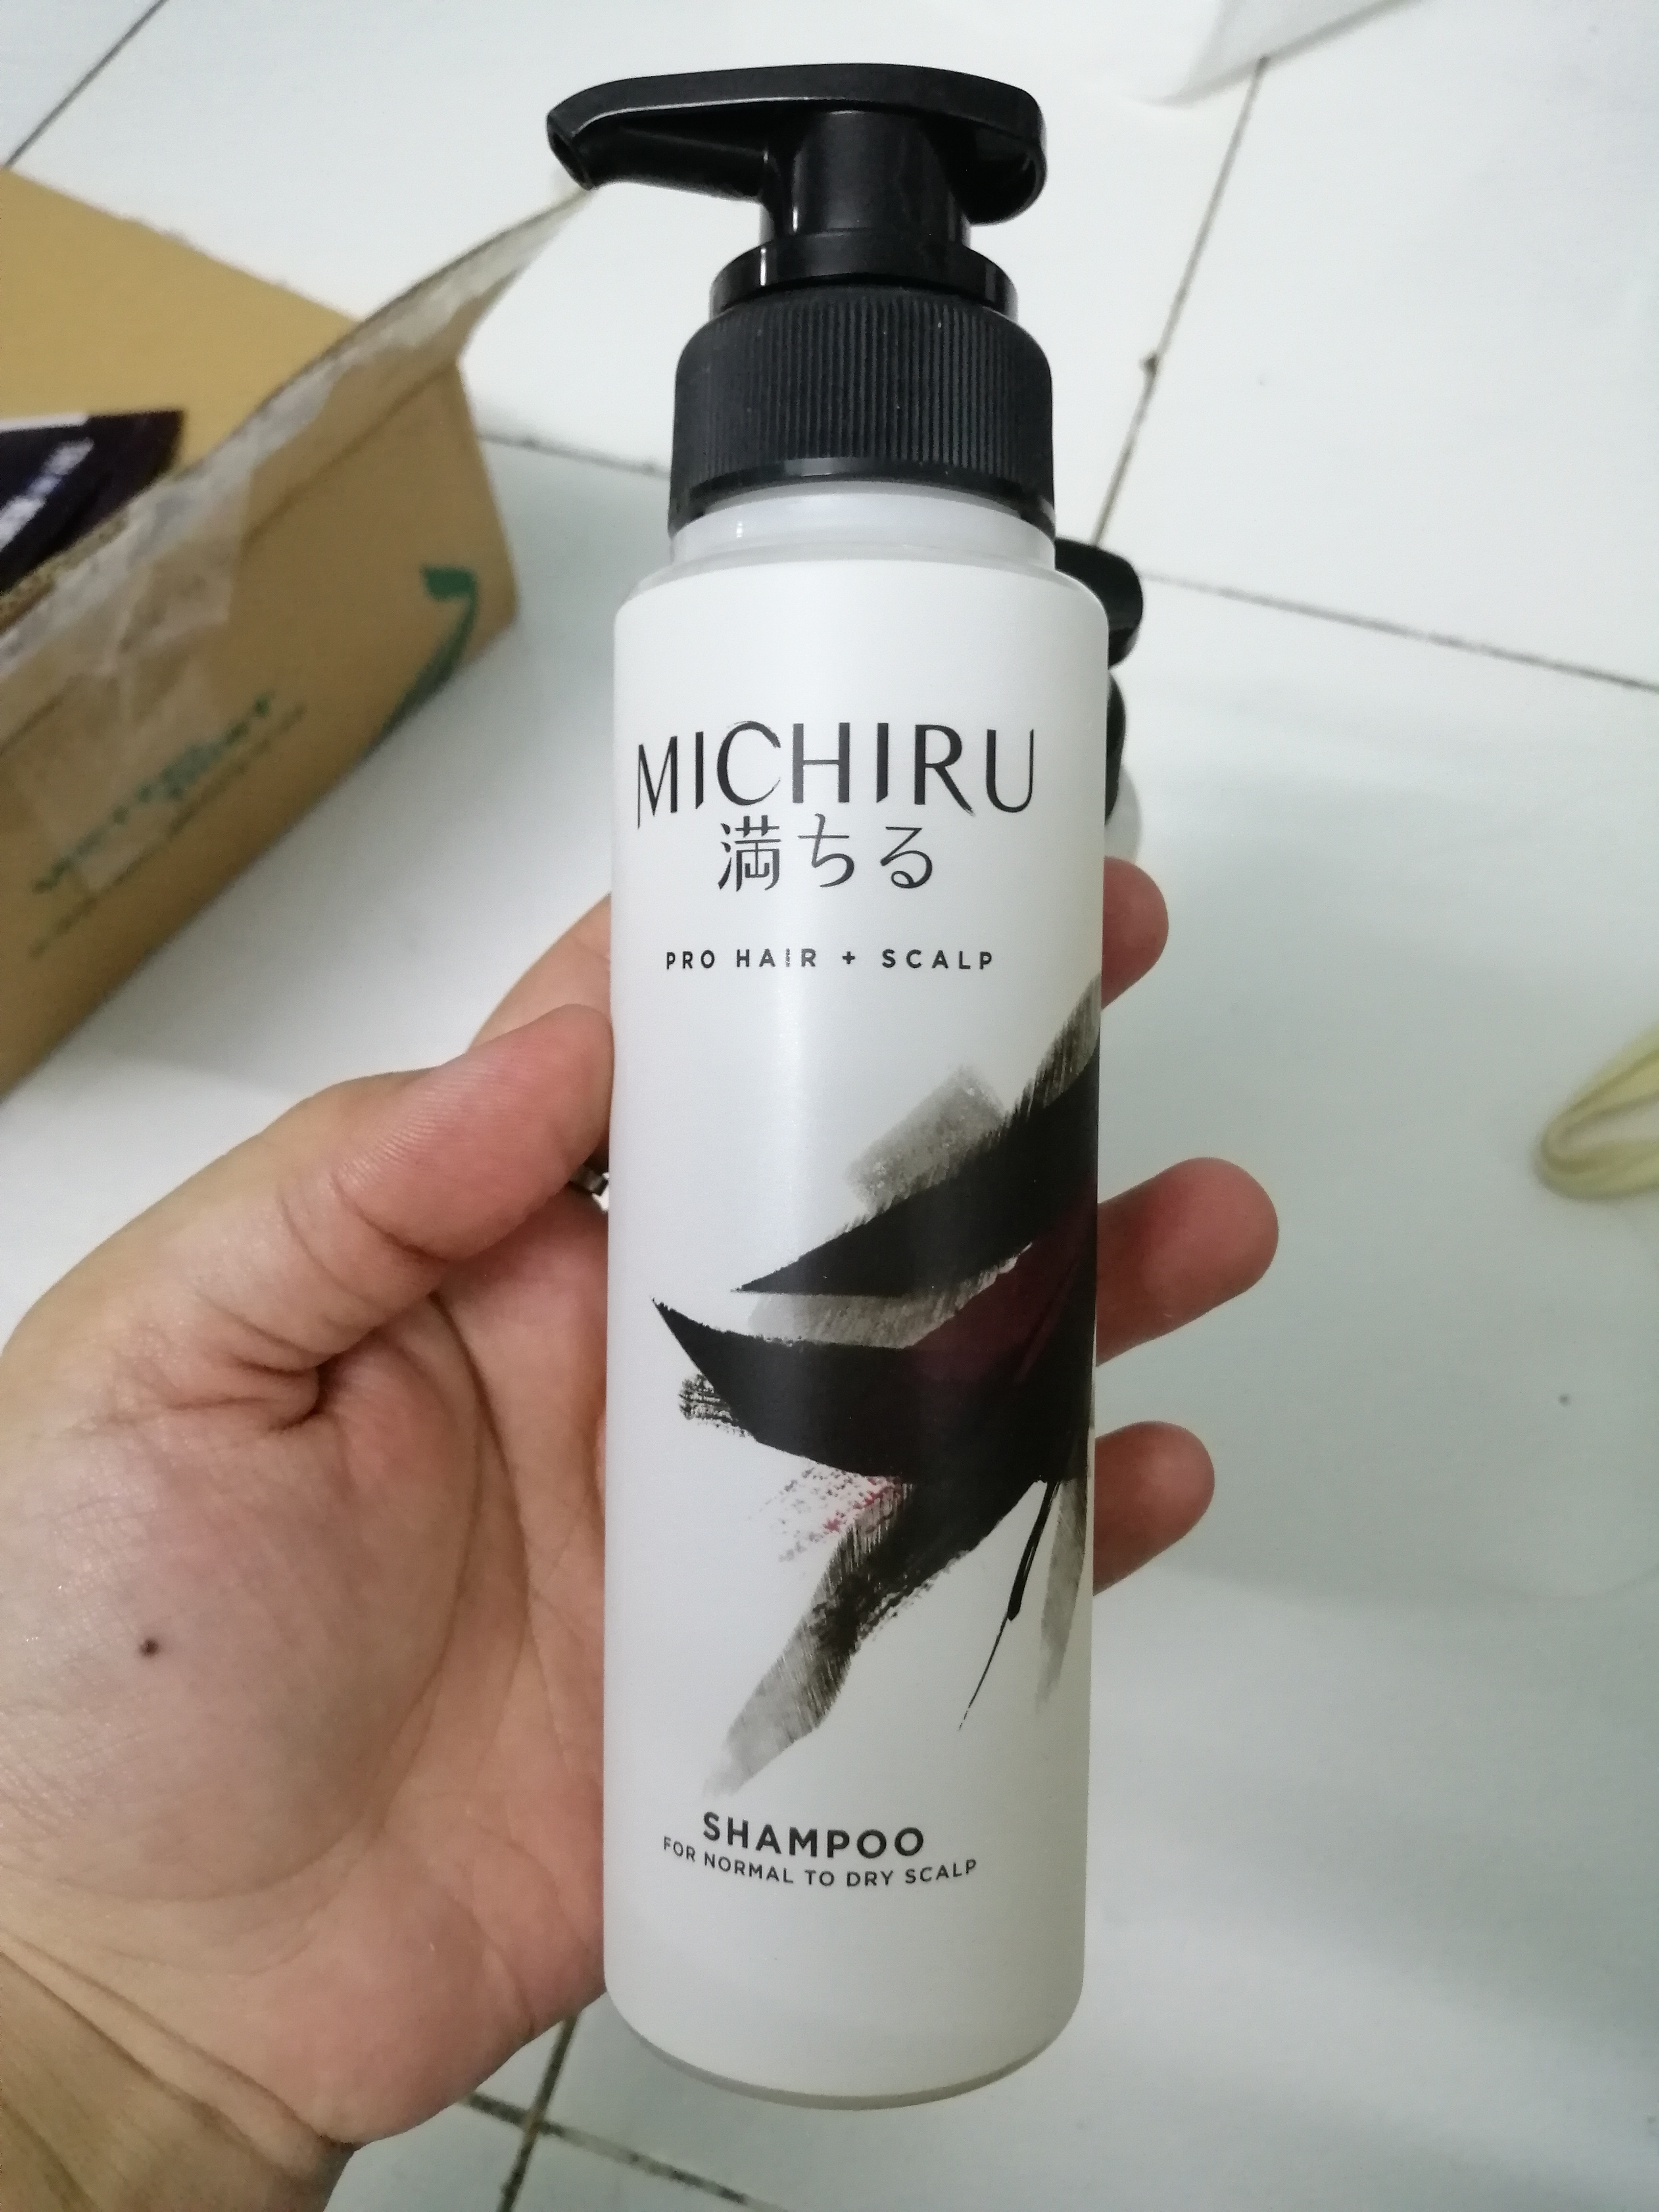 MICHIRU
満ちる
PRO HAIR + SCALP
SHAMPOO
FOR NORMAL TO DRY SCALP